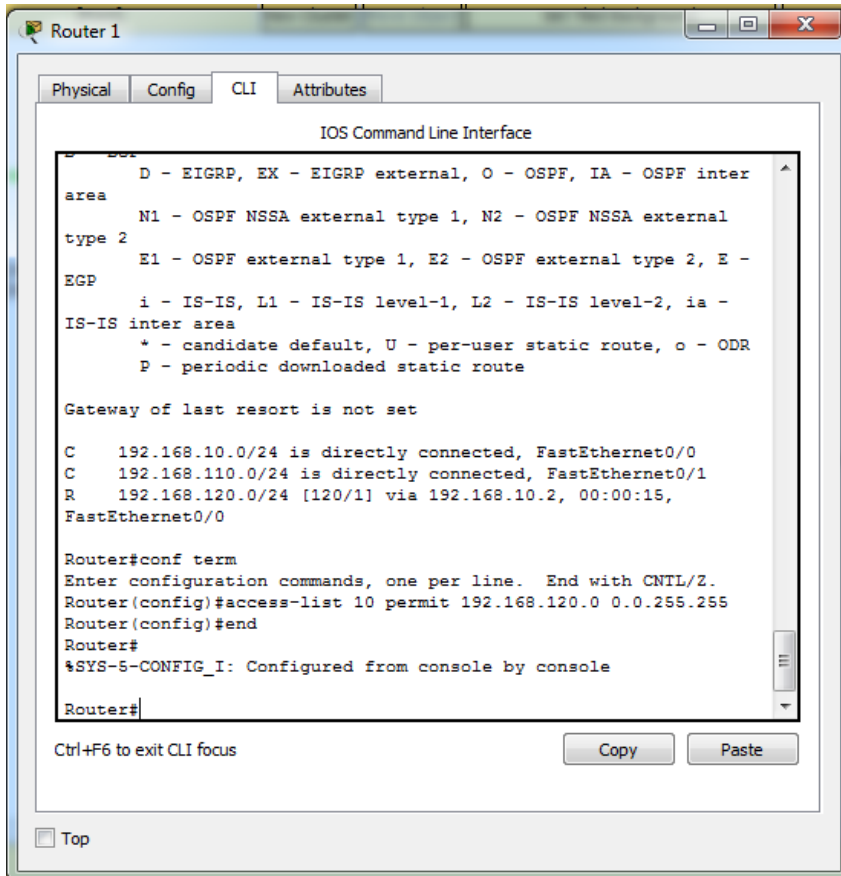 Router 1
Physical Config CLI Attributes
IOS Command Line Interface
D - EIGRP, EX - EIGRP external, O - OSPF, IA - OSPF inter
area
N1 - OSPF NSSA external type 1, N2 - OSPF NSSA external
type 2
E1 - OSPF external type 1, E2 - OSPF external type 2, E -
EGP
i - IS-IS, L1 - IS-IS level-1, L2 - IS-IS level-2, ia -
IS-IS inter area
* - candidate default, U - per-user static route, o - ODR
P - periodic downloaded static route
Gateway of last resort is not set
C 192.168.10.0/24 is directly connected, FastEthernet0/0
C 192.168.110.0/24 is directly connected, FastEthernet0/1
R 192.168.120.0/24 [120/1] via 192.168.10.2, 00:00:15,
FastEthernet0/0
Router#conf term
Enter configuration commands, one per line. End with CNTL/Z.
Router(config)#access-list 10 permit 192.168.120.0 0.0.255.255
Router(config)#end
Router#
%SYS-5-CONFIG_I: Configured from console by console
Router#
Ctrl+F6 to exit CLI focus
Copy Paste
Top